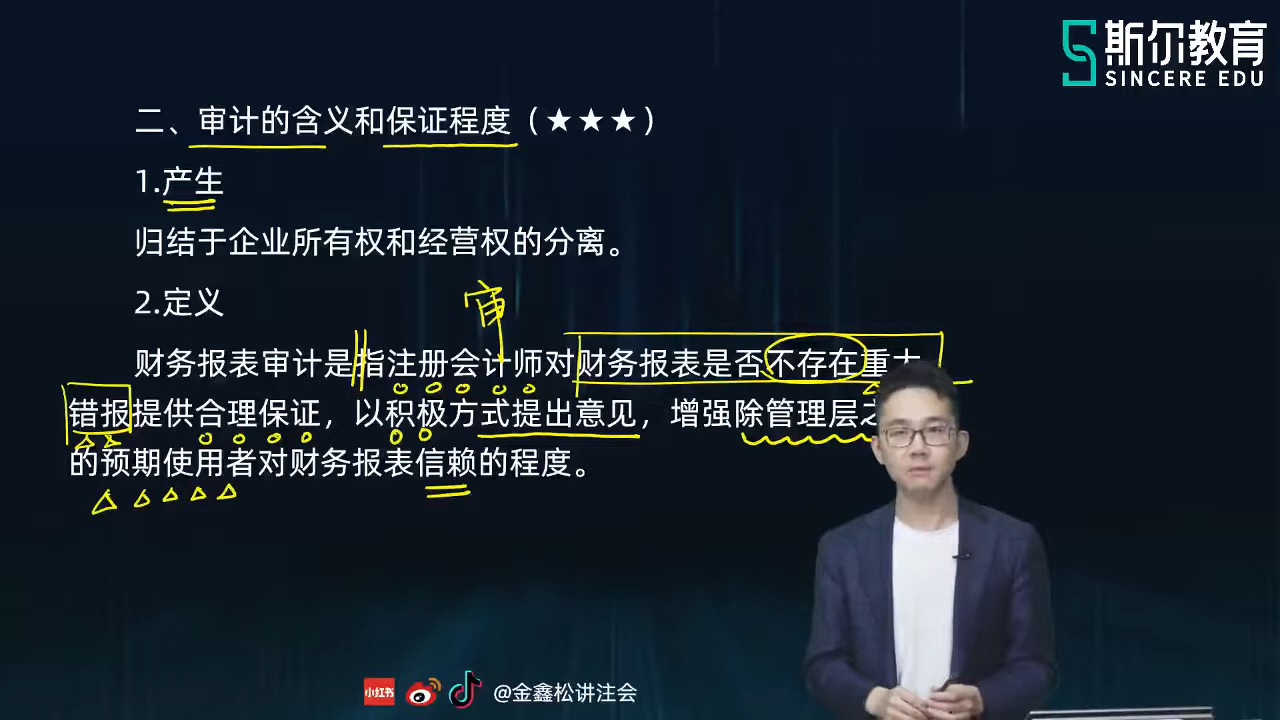 斯尔教育
SINCERE EDU
二、审计的含义和保证程度（★★★）
1.产生
归结于企业所有权和经营权的分离。
2.定义
审
财务报表审计是指注册会计师对财务报表是否不存在重大
错报提供合理保证，以积极方式提出意见，增强除管理层之
的预期使用者对财务报表信赖的程度。
小红书
@金鑫松讲注会